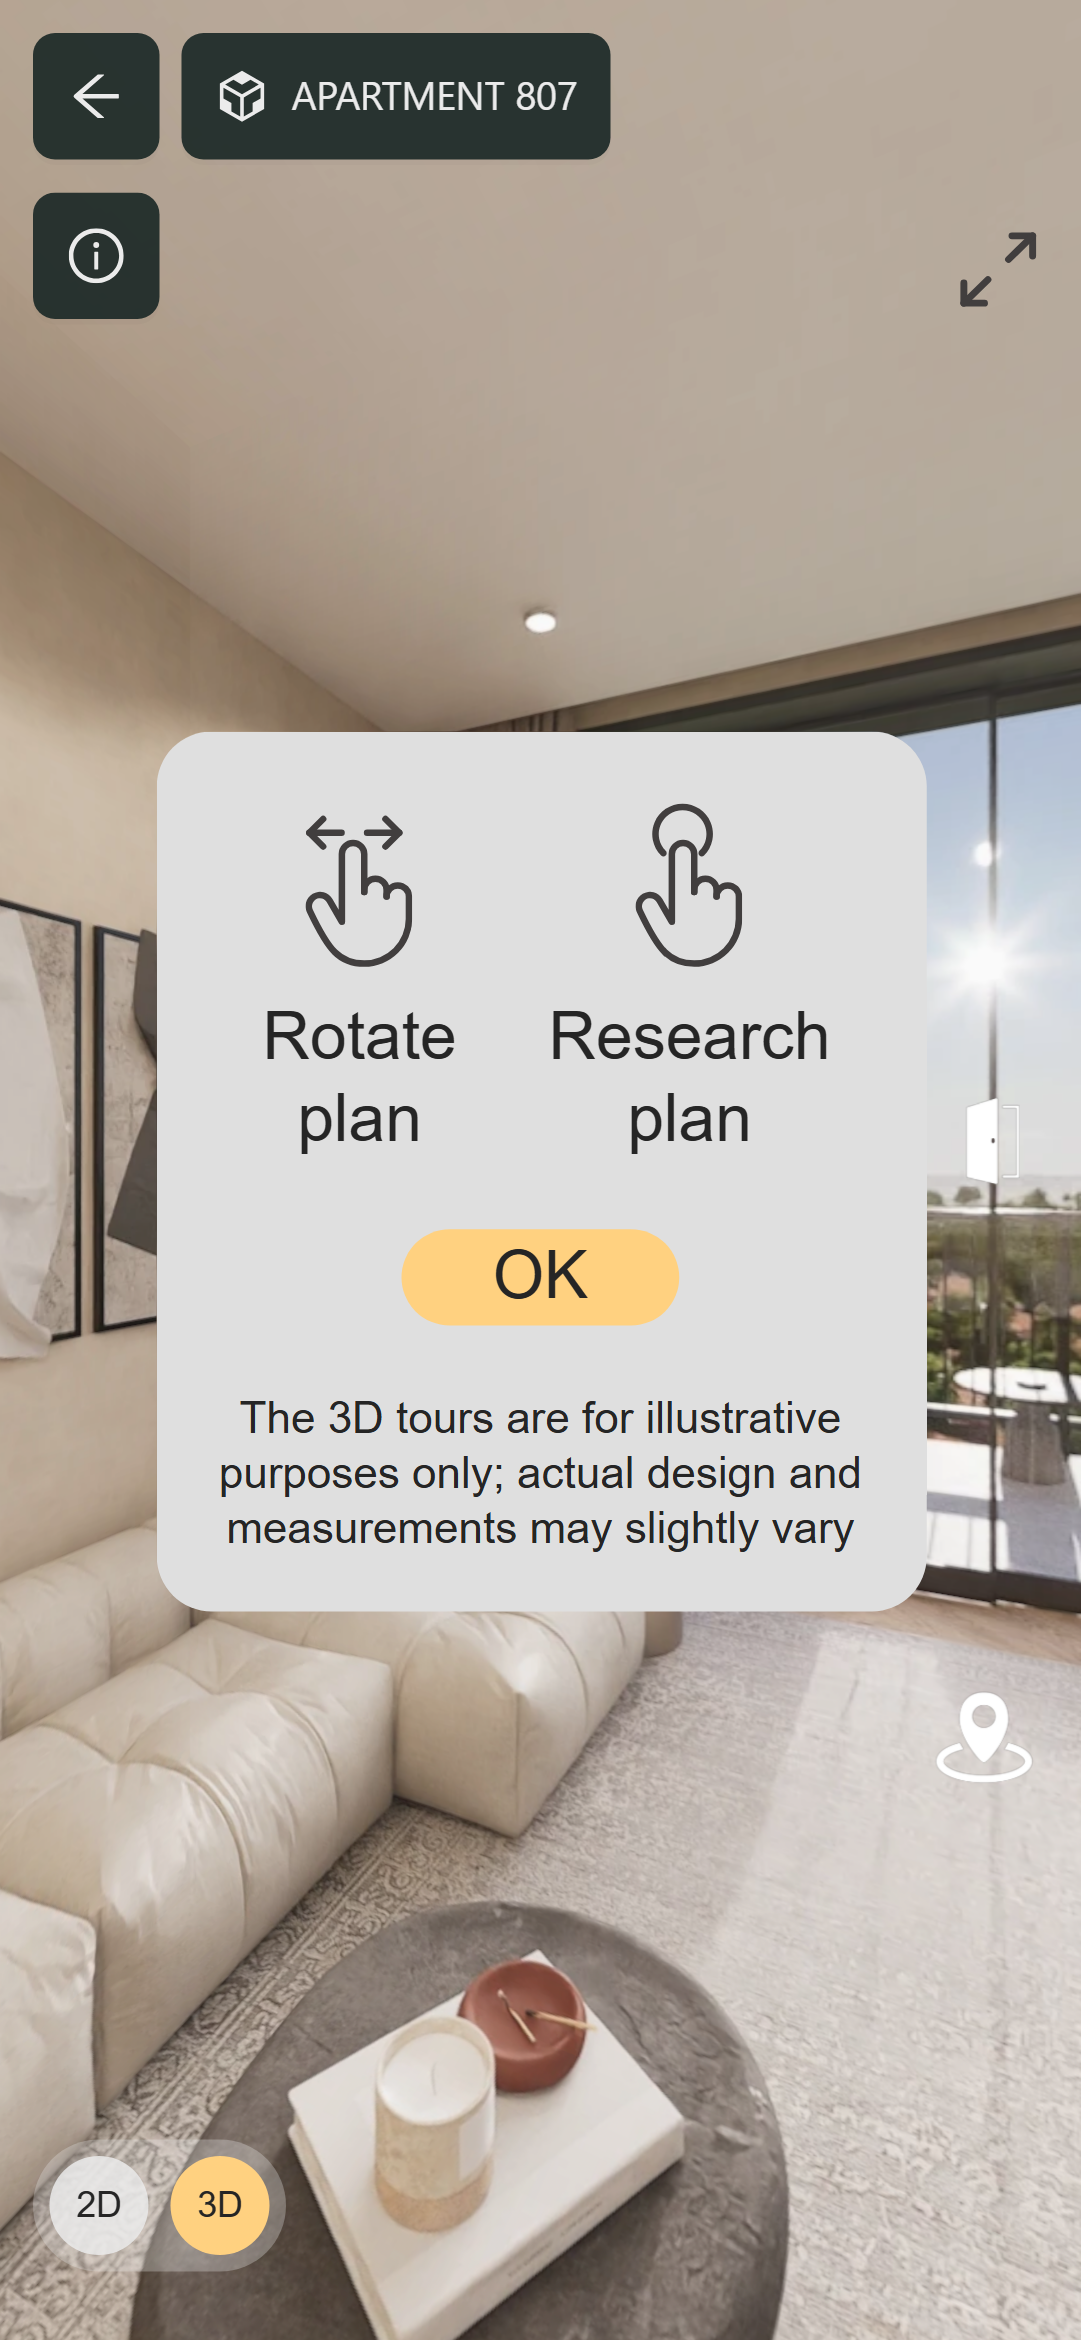 APARTMENT 807
Rotate
plan
Research
plan
OK
The 3D tours are for illustrative
purposes only; actual design and
measurements may slightly vary
2D
3D